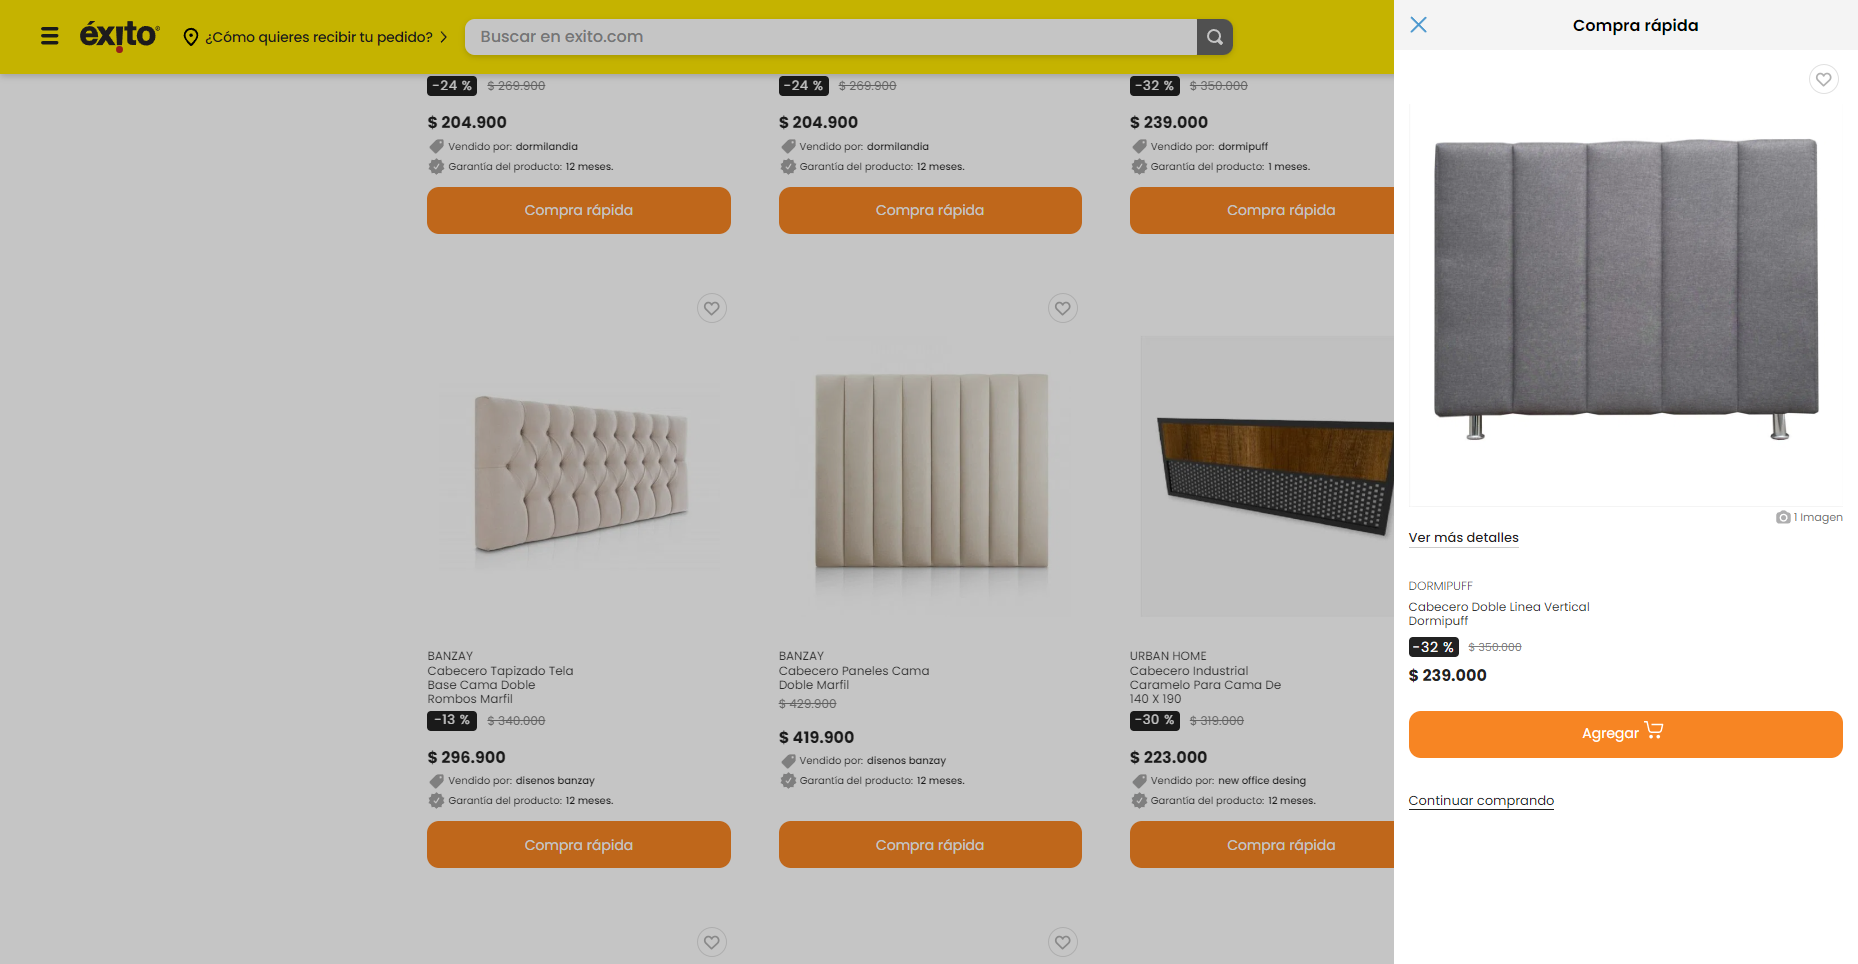 éxito
¿Cómo quieres recibir tu pedido?
Buscar en exito.com
-24 % $ 269.900
$ 204.900
Vendido por: dormilandia
Garantía del producto: 12 meses.
Compra rápida
-24 % $ 269.900
$ 204.900
Vendido por: dormilandia
Garantía del producto: 12 meses.
Compra rápida
-32 % $ 350.000
$ 239.000
Vendido por: dormipuff
Garantía del producto: 1 meses.
Compra rápida
BANZAY
Cabecero Tapizado Tela
Base Cama Doble
Rombos Marfil
-13 % $ 340.000
$ 296.900
Vendido por: disenos banzay
Garantía del producto: 12 meses.
Compra rápida
BANZAY
Cabecero Paneles Cama
Doble Marfil
$ 429.900
$ 419.900
Vendido por: disenos banzay
Garantía del producto: 12 meses.
Compra rápida
URBAN HOME
Cabecero Industrial
Caramelo Para Cama De
140 X 190
-30 % $ 319.000
$ 223.000
Vendido por: new office desing
Garantía del producto: 12 meses.
Compra rápida
Compra rápida
1 Imagen
Ver más detalles
DORMIPUFF
Cabecero Doble Linea Vertical
Dormipuff
-32 % $ 350.000
$ 239.000
Agregar
Continuar comprando